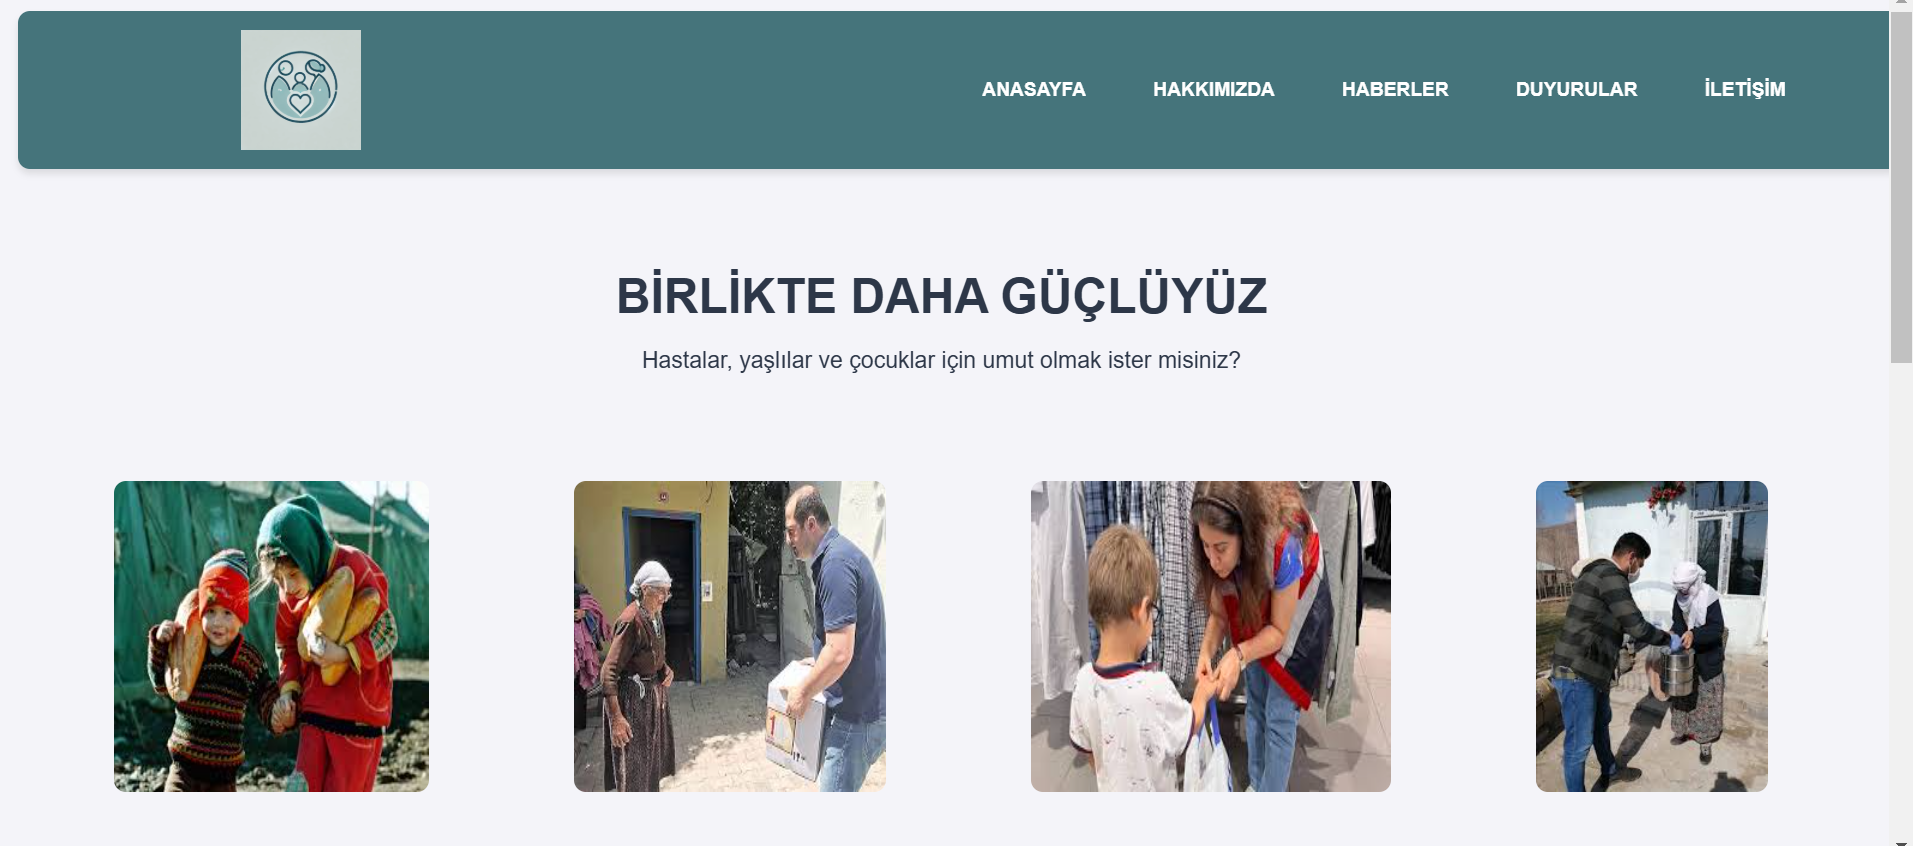 ANASAYFA HAKKIMIZDA HABERLER DUYURULAR İLETİŞİM
BİRLİKTE DAHA GÜÇLÜYÜZ
Hastalar, yaşlılar ve çocuklar için umut olmak ister misiniz?